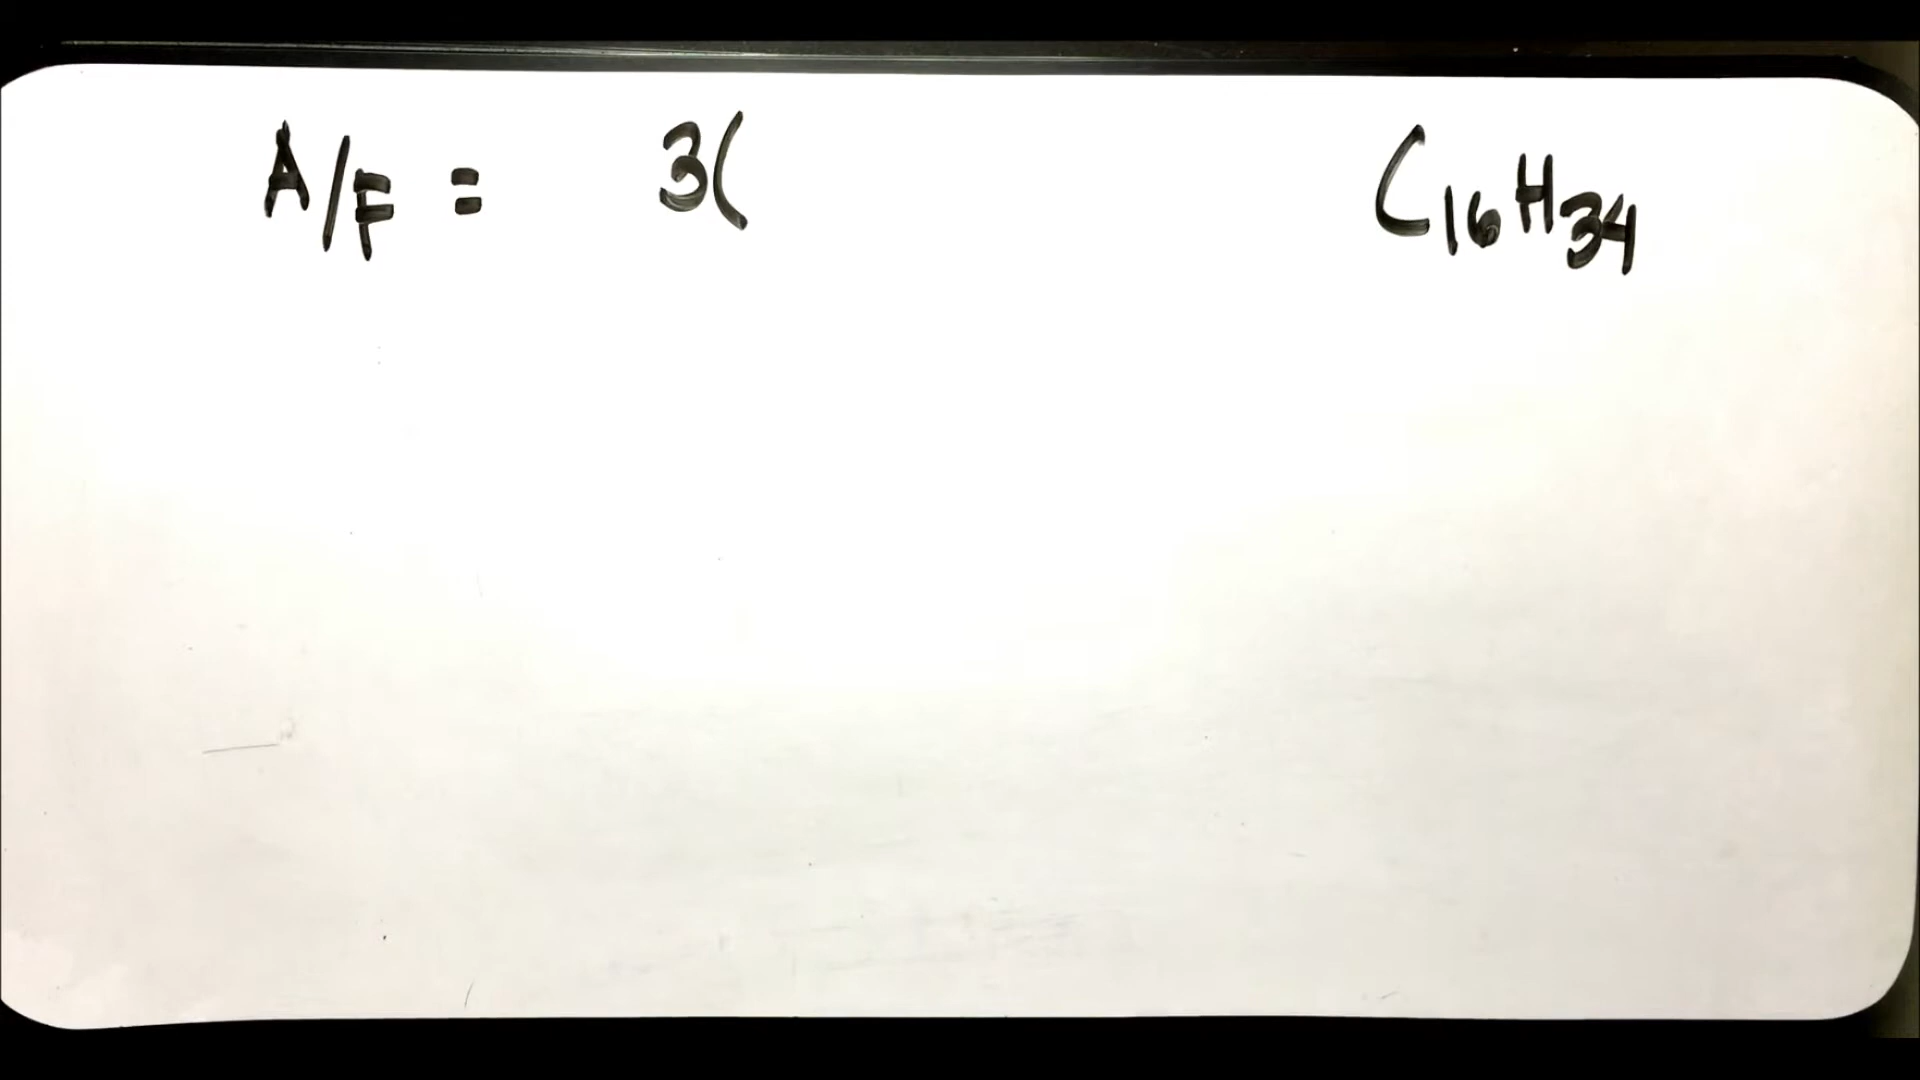 A/F = 3( C₁₆H₃₄